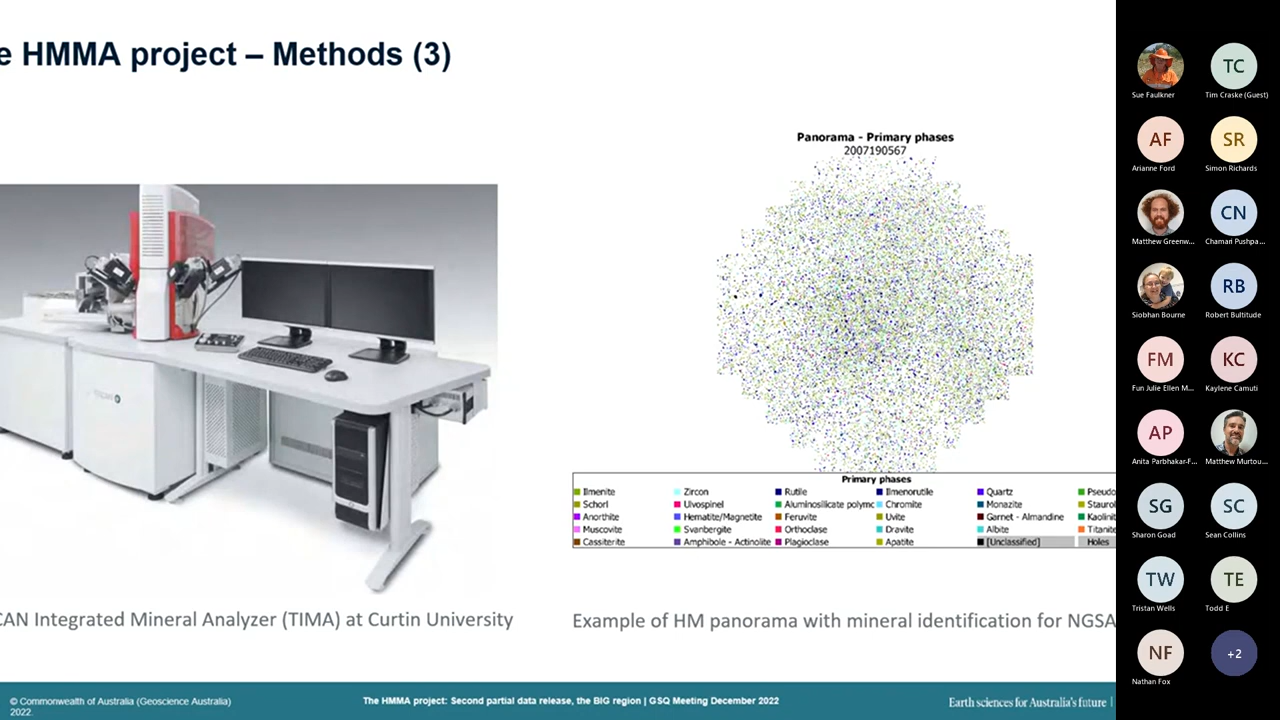 e HMMA project – Methods (3)
Panorama - Primary phases
2007190567
Primary phases
Ilmenite Zircon Rutile Ilmenorutile Quartz Pseudo
Schorl Ulvospinel Aluminosilicate polymc Chromite Monazite Staurol
Anorthite Hematite/Magnetite Feruvite Uvite Garnet - Almandine Kaolinit
Muscovite Svanbergite Orthoclase Dravite Albite Titanite
Cassiterite Amphibole - Actinolite Plagioclase Apatite [Unclassified] Holes
CAN Integrated Mineral Analyzer (TIMA) at Curtin University
Example of HM panorama with mineral identification for NGSA
© Commonwealth of Australia (Geoscience Australia)
2022.
The HMMA project: Second partial data release, the BIG region | GSQ Meeting December 2022
Earth sciences for Australia's future |
TC
Sue Faulkner Tim Craske (Guest)
AF SR
Arianne Ford Simon Richards
CN
Matthew Greenw... Chamari Pushpa...
RB
Siobhan Bourne Robert Bultitude
FM KC
Fun Julie Ellen M... Kaylene Camuti
AP
Anita Parbhakar-F... Matthew Murtou...
SG SC
Sharon Goad Sean Collins
TW TE
Tristan Wells Todd E
NF +2
Nathan Fox